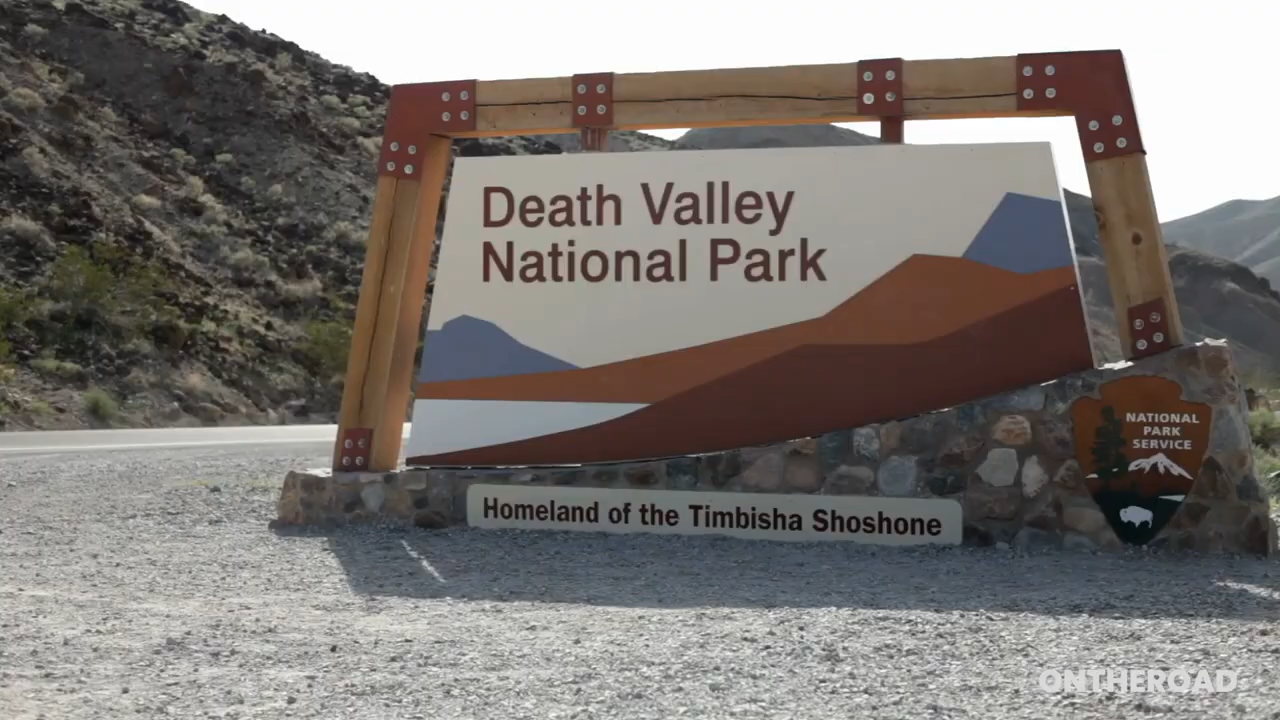 Death Valley
National Park
NATIONAL
PARK
SERVICE
Homeland of the Timbisha Shoshone
ONTHEROAD